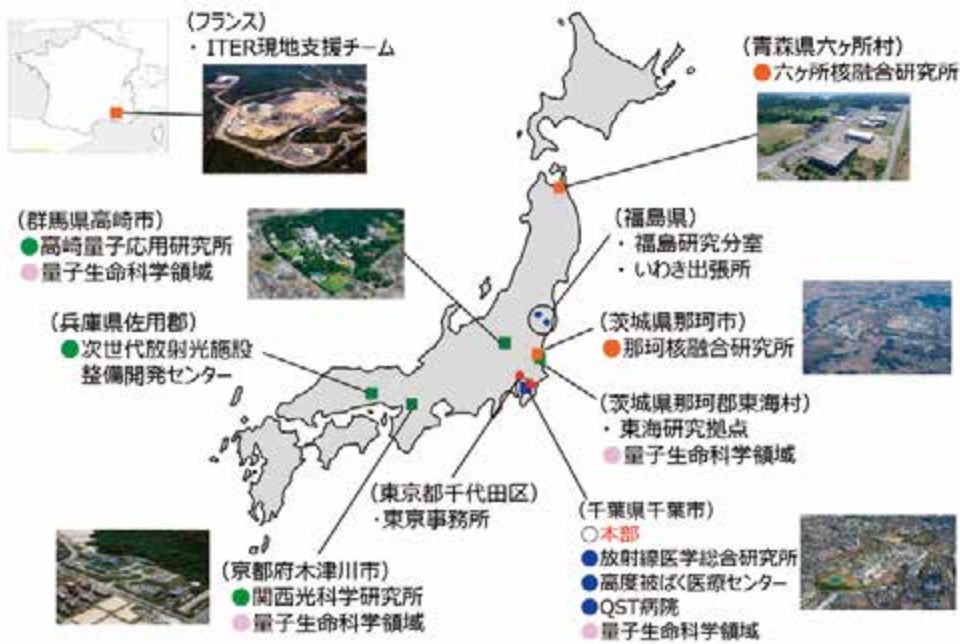 (フランス)
・ITER現地支援チーム
(青森県六ヶ所村)
●六ヶ所核融合研究所
(群馬県高崎市)
●高崎量子応用研究所
●量子生命科学領域
(福島県)
・福島研究分室
・いわき出張所
(兵庫県佐用郡)
●次世代放射光施設
整備開発センター
(茨城県那珂市)
●那珂核融合研究所
(茨城県那珂郡東海村)
・東海研究拠点
●量子生命科学領域
(東京都千代田区)
・東京事務所
(千葉県千葉市)
○本部
●放射線医学総合研究所
●高度被ばく医療センター
●QST病院
●量子生命科学領域
(京都府木津川市)
●関西光科学研究所
●量子生命科学領域